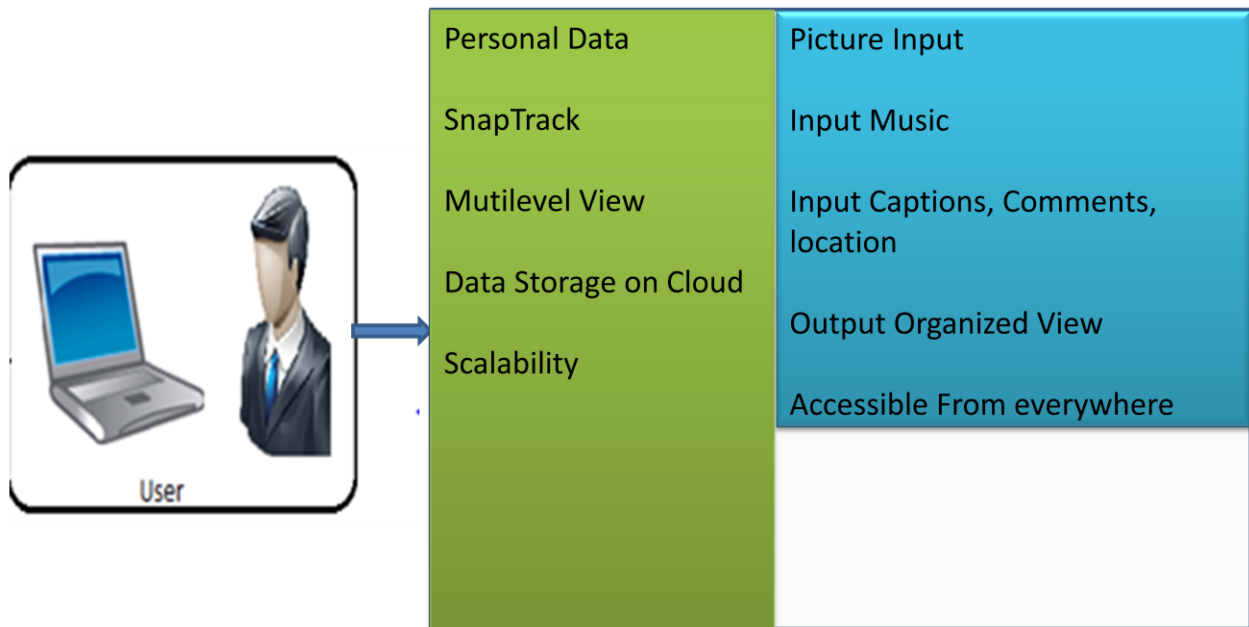 Personal Data
SnapTrack
Mutilevel View
Data Storage on Cloud
Scalability
Picture Input
Input Music
Input Captions, Comments,
location
Output Organized View
Accessible From everywhere
User